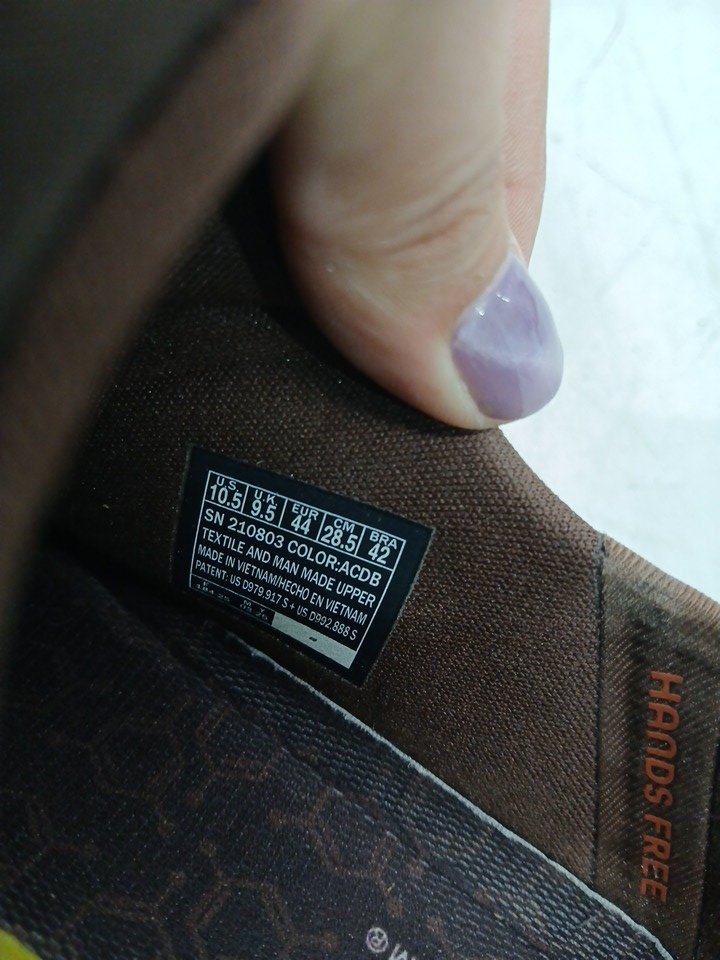 U.S. U.K. EUR CM BRA
10.5 9.5 44 28.5 42
SN 210803 COLOR:ACDB
TEXTILE AND MAN MADE UPPER
MADE IN VIETNAM/HECHO EN VIETNAM
PATENT: US D979.917 S + US D992.888 S
F M Y
HANDS FREE
®